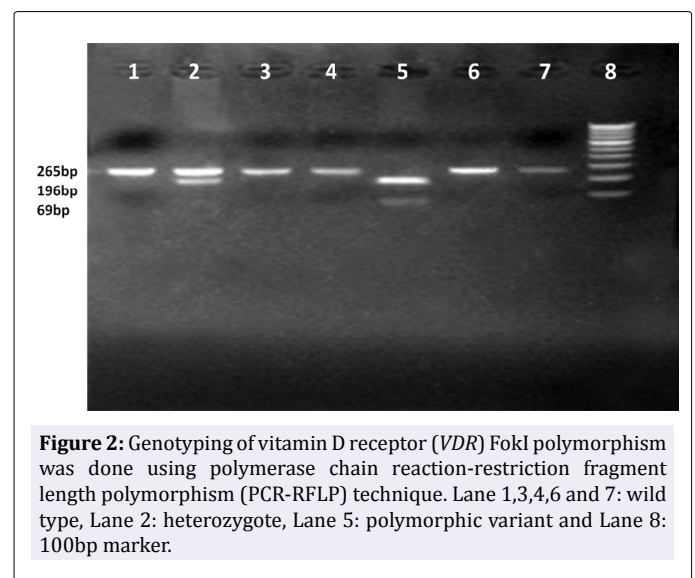 1 2 3 4 5 6 7 8
265bp
196bp
69bp
Figure 2: Genotyping of vitamin D receptor (VDR) FokI polymorphism
was done using polymerase chain reaction-restriction fragment
length polymorphism (PCR-RFLP) technique. Lane 1,3,4,6 and 7: wild
type, Lane 2: heterozygote, Lane 5: polymorphic variant and Lane 8:
100bp marker.